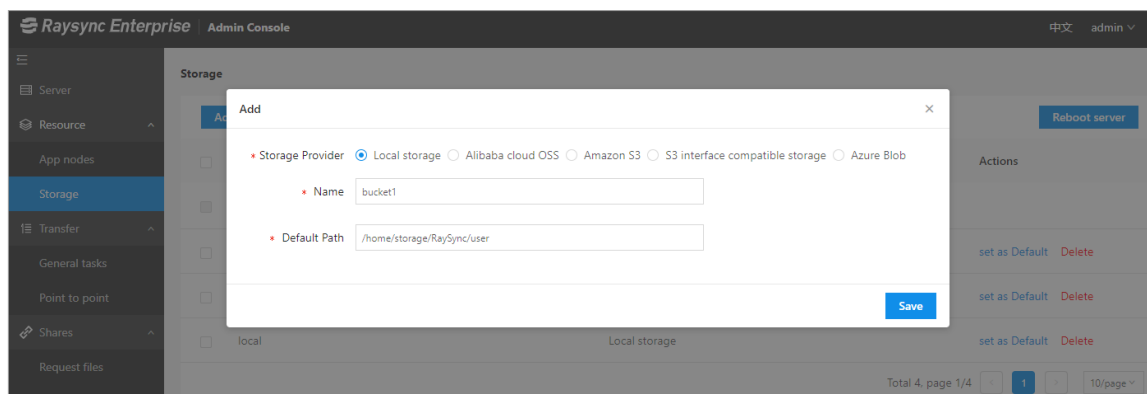 Raysync Enterprise Admin Console 中文 admin
Storage
Server
Add
Reboot server
Resource
Storage Provider Local storage Alibaba cloud OSS Amazon S3 S3 interface compatible storage Azure Blob
App nodes
Actions
* Name bucket1
Storage
Transfer
* Default Path /home/storage/RaySync/user
set as Default Delete
General tasks
Point to point
set as Default Delete
Save
Shares
local Local storage set as Default Delete
Request files
Total 4, page 1/4 1 10/page